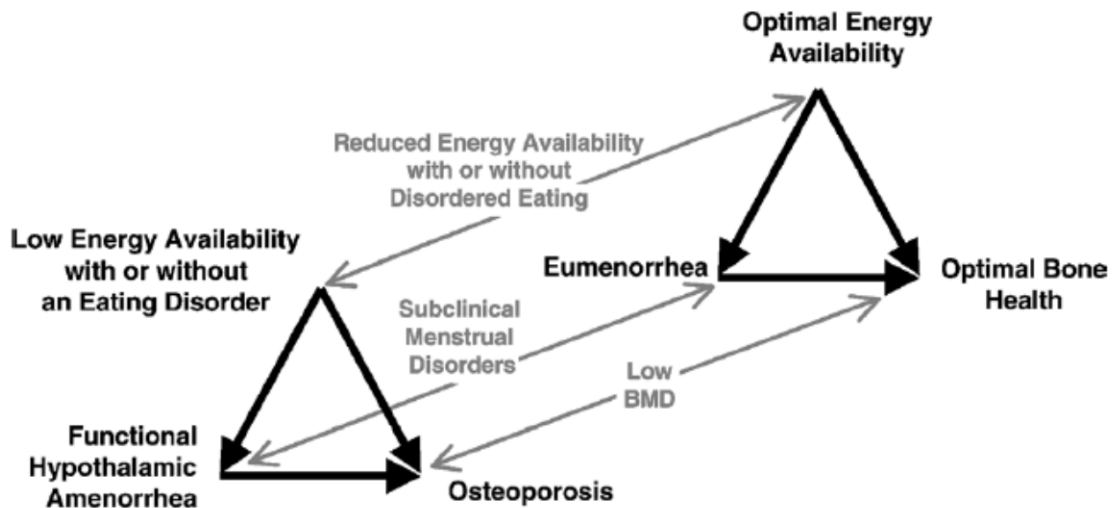 Optimal Energy
Availability
Reduced Energy Availability
with or without
Disordered Eating
Low Energy Availability
with or without
an Eating Disorder
Eumenorrhea
Optimal Bone
Health
Subclinical
Menstrual
Disorders
Low
BMD
Functional
Hypothalamic
Amenorrhea
Osteoporosis